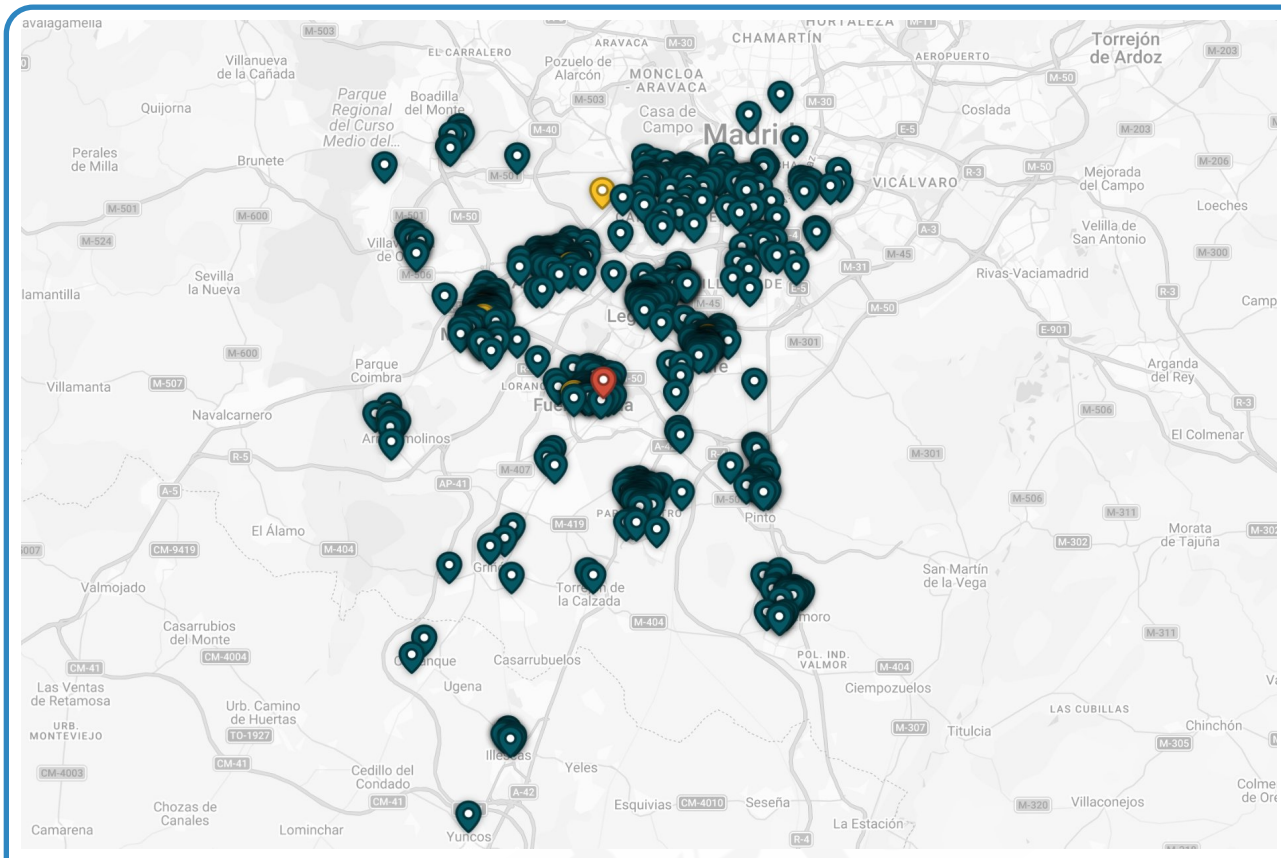 avalagamella
M-503
HORTALEZA
M-11
EL CARRALERO
ARAVACA
M-30
CHAMARTÍN
Torrejón
de Ardoz
M-203
Villanueva
de la Cañada
Pozuelo de
Alarcón
MONCLOA
- ARAVACA
AEROPUERTO
M-50
Quijorna
Parque
Regional
del Curso
Medio del...
Boadilla
del Monte
M-503
Casa de
Campo
M-30
Coslada
M-40
Madrid
E-5
M-203
Perales
de Milla
Brunete
M-501
M-50
M-206
R-3
Mejorada
del Campo
VICÁLVARO
M-501
M-600
M-501
M-50
Loeches
M-524
A-3
Velilla de
San Antonio
M-45
M-300
M-506
Sevilla
la Nueva
M-31
Rivas-Vaciamadrid
lamantilla
E-5
R-3
M-45
M-50
Camp
E-901
M-301
M-600
Parque
Coimbra
Arganda
del Rey
Villamanta
M-507
LORANC
R-3
Navalcarnero
M-506
El Colmenar
R-5
M-407
M-301
A-5
AP-41
M-506
El Álamo
M-419
Pinto
M-311
Morata
de Tajuña
M-302
CM-9419
M-404
M-302
Valmojado
Torrejón de
la Calzada
San Martín
de la Vega
Casarrubios
del Monte
M-404
M-311
CM-4004
CM-41
Casarrubuelos
POL. IND.
VALMOR
M-404
Las Ventas
de Retamosa
Ugena
Ciempozuelos
Urb. Camino
de Huertas
LAS CUBILLAS
URB.
MONTEVIEJO
TO-1927
M-307
Titulcia
Chinchón
M-305
CM-4003
CM-41
Cedillo del
Condado
Yeles
A-42
Chozas de
Canales
CM-41
Esquivias
CM-4010
Seseña
M-320
Villaconejos
Camarena
Lominchar
Yuncos
R-4
La Estación